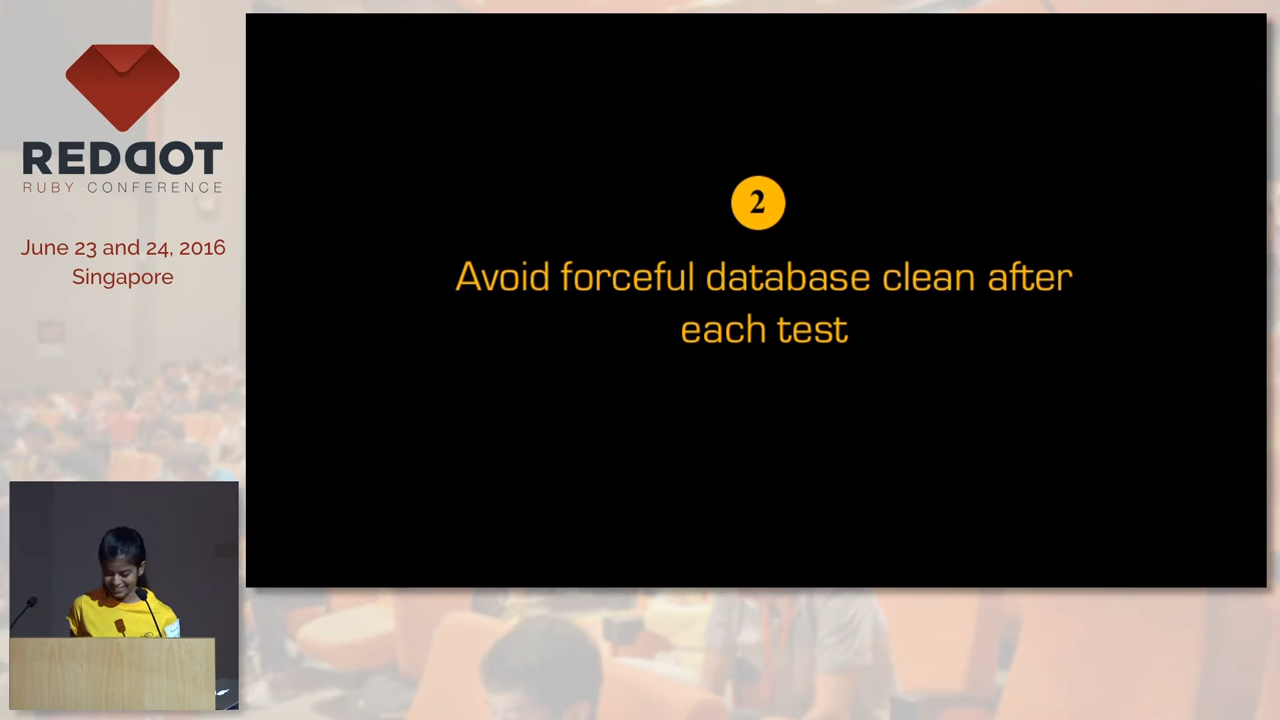 REDDOT
RUBY CONFERENCE
June 23 and 24, 2016
Singapore
2
Avoid forceful database clean after
each test